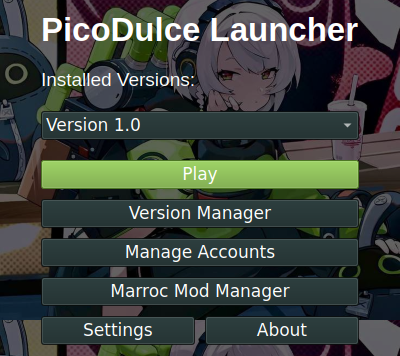 PicoDulce Launcher
Installed Versions:
Version 1.0
Play
Version Manager
Manage Accounts
Marroc Mod Manager
Settings About